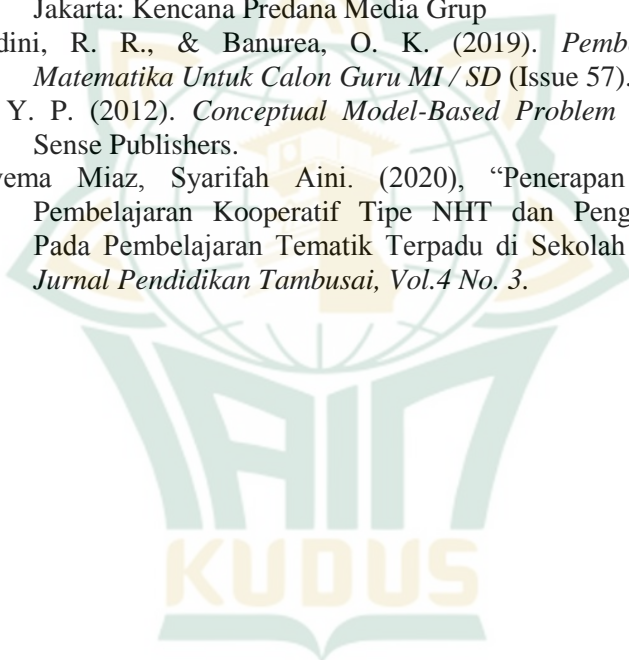 Jakarta: Kencana Predana Media Grup
dini, R. R., & Banurea, O. K. (2019). Pemb
Matematika Untuk Calon Guru MI / SD (Issue 57).
Y. P. (2012). Conceptual Model-Based Problem
Sense Publishers.
ema Miaz, Syarifah Aini. (2020), “Penerapan
Pembelajaran Kooperatif Tipe NHT dan Peng
Pada Pembelajaran Tematik Terpadu di Sekolah
Jurnal Pendidikan Tambusai, Vol.4 No. 3.
IAIN
KUDUS